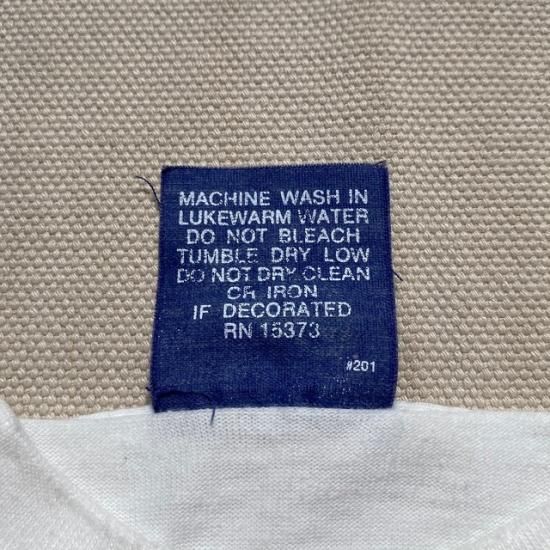 MACHINE WASH IN
LUKEWARM WATER
DO NOT BLEACH
TUMBLE DRY LOW
DO NOT DRY CLEAN
OR IRON
IF DECORATED
RN 15373
#201